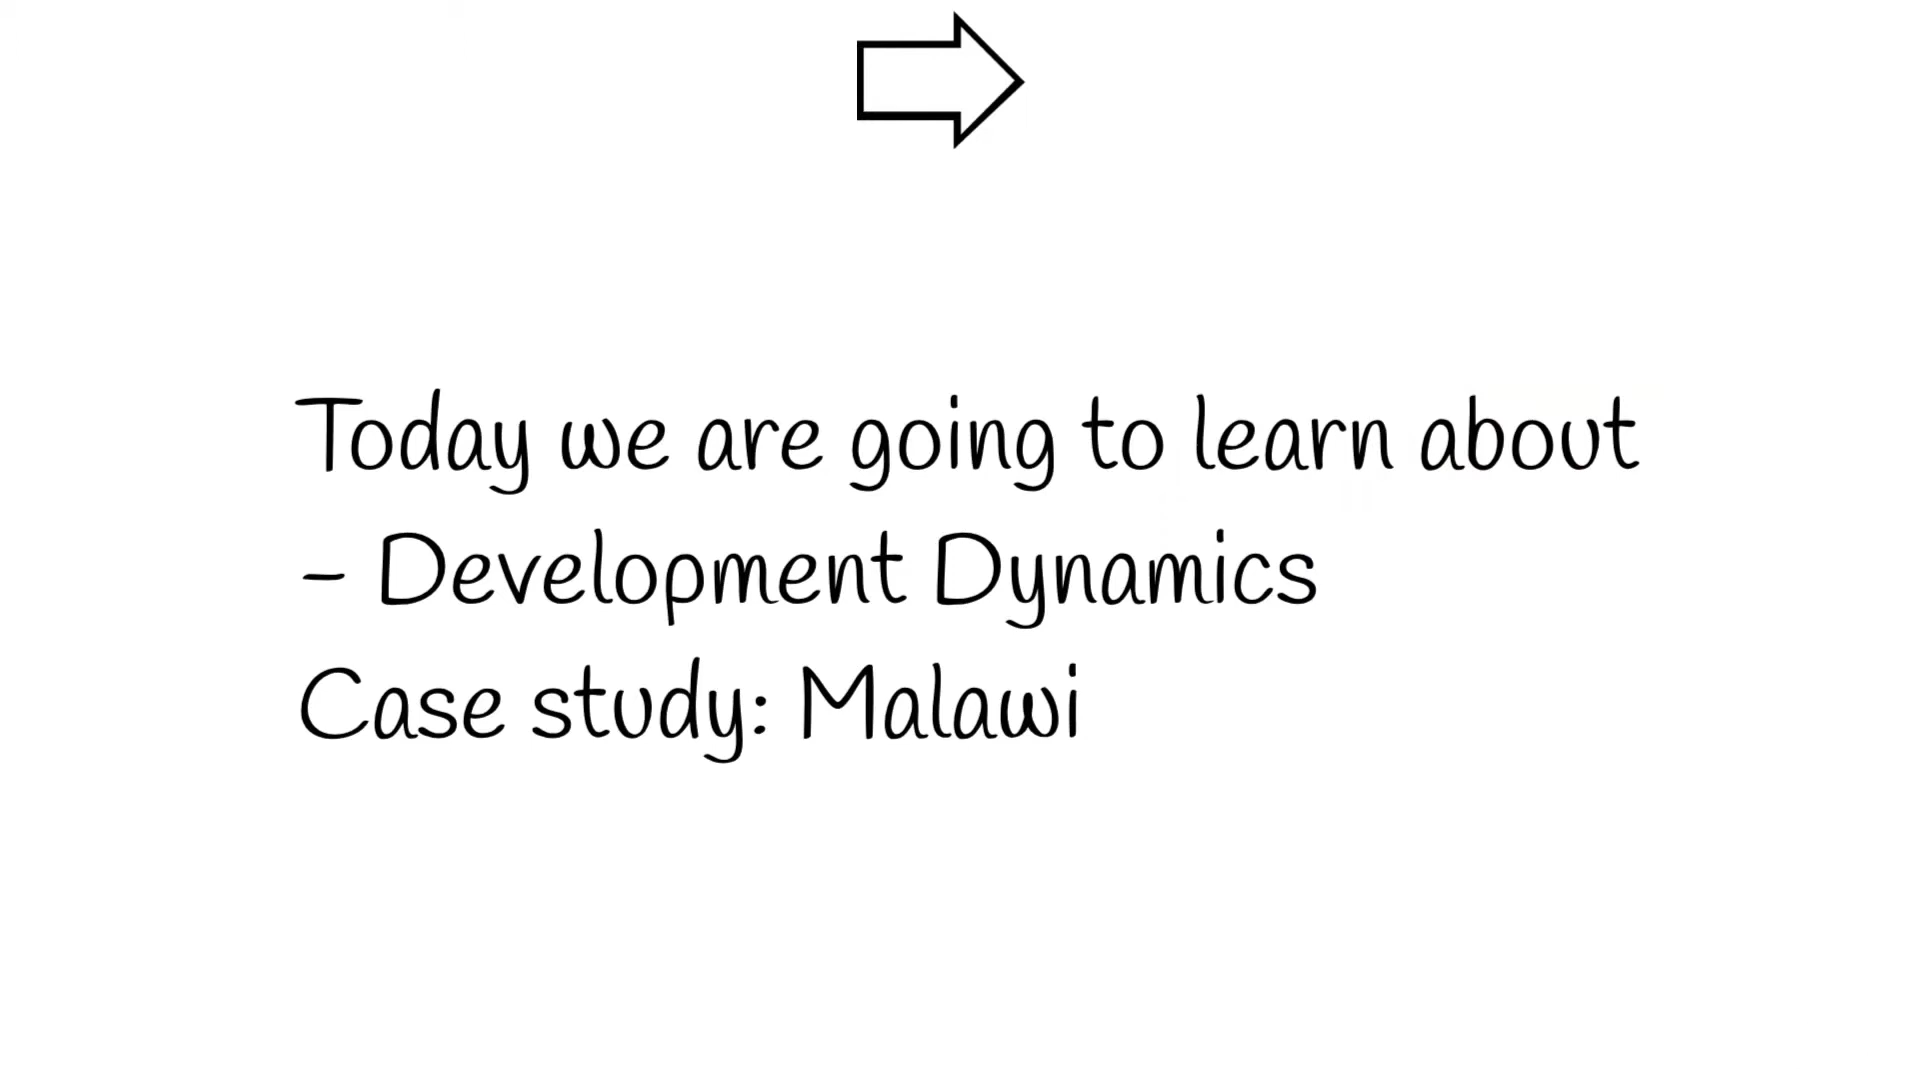 Today we are going to learn about
- Development Dynamics
Case study: Malawi